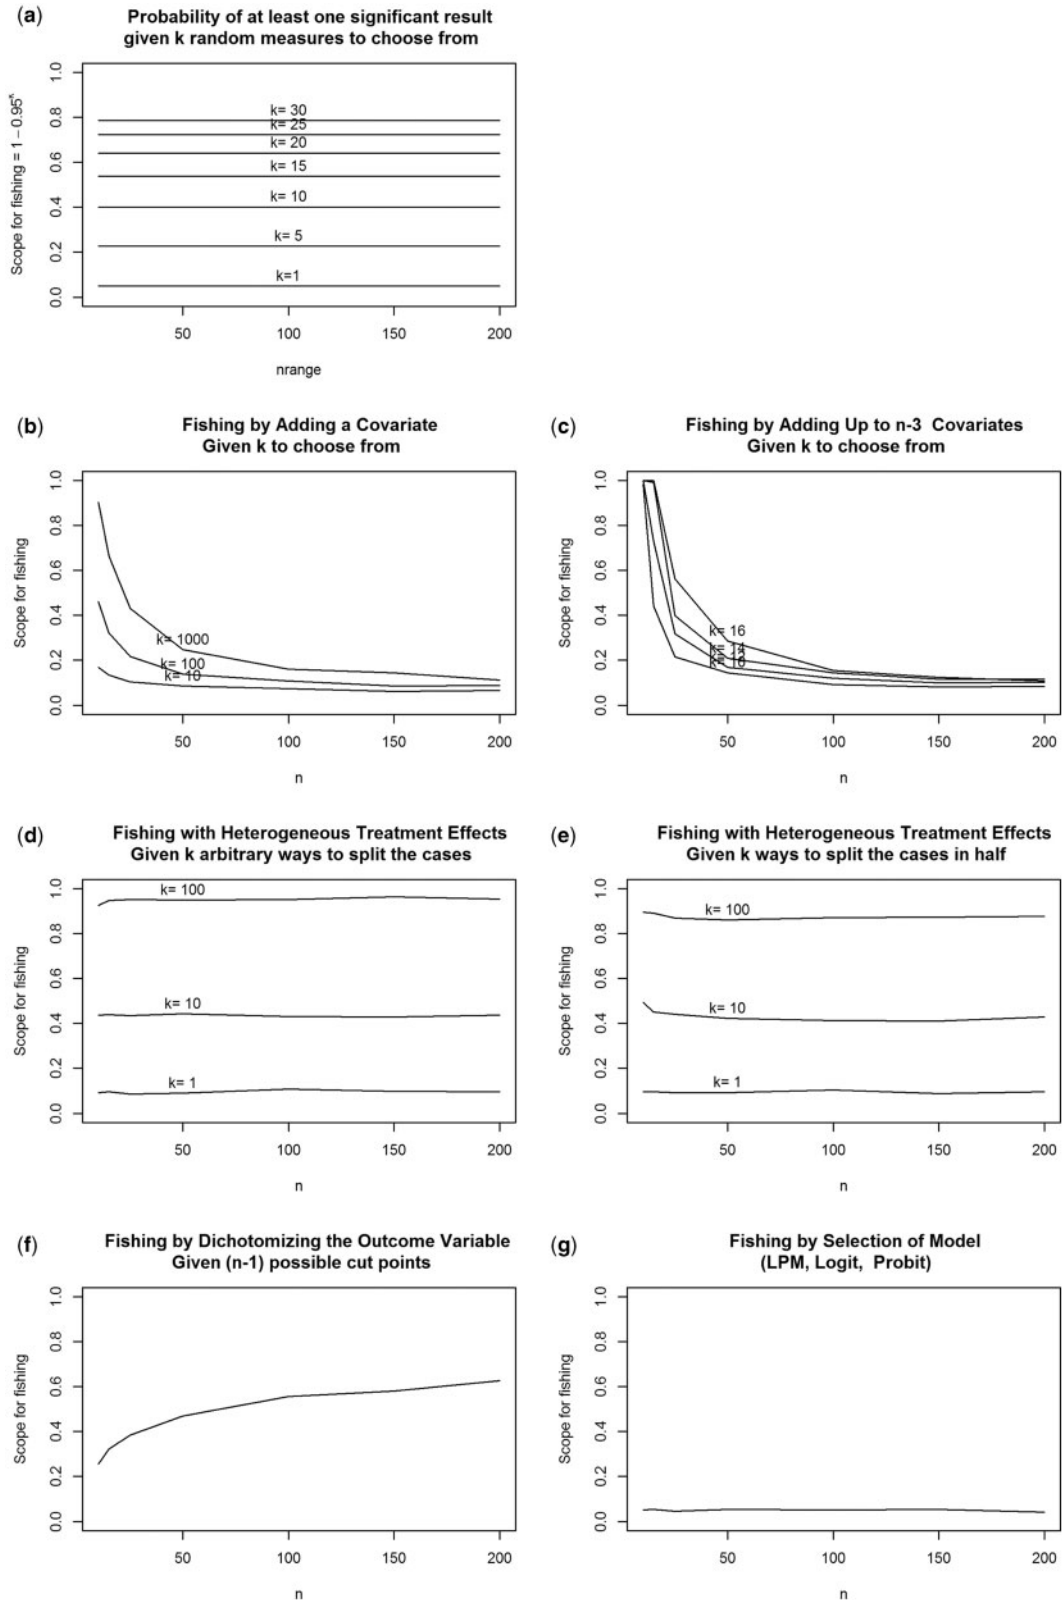 (a)
Probability of at least one significant result
given k random measures to choose from
Scope for fishing = 1 – 0.95^k
1.0
0.8
0.6
0.4
0.2
0.0
k= 30
k= 25
k= 20
k= 15
k= 10
k= 5
k=1
50 100 150 200
nrange
(b)
Fishing by Adding a Covariate
Given k to choose from
Scope for fishing
1.0
0.8
0.6
0.4
0.2
0.0
k= 1000
k= 100
k= 10
50 100 150 200
n
(c)
Fishing by Adding Up to n-3 Covariates
Given k to choose from
Scope for fishing
1.0
0.8
0.6
0.4
0.2
0.0
k= 16
k= 14
k= 10
50 100 150 200
n
(d)
Fishing with Heterogeneous Treatment Effects
Given k arbitrary ways to split the cases
Scope for fishing
1.0
0.8
0.6
0.4
0.2
0.0
k= 100
k= 10
k= 1
50 100 150 200
n
(e)
Fishing with Heterogeneous Treatment Effects
Given k ways to split the cases in half
Scope for fishing
1.0
0.8
0.6
0.4
0.2
0.0
k= 100
k= 10
k= 1
50 100 150 200
n
(f)
Fishing by Dichotomizing the Outcome Variable
Given (n-1) possible cut points
Scope for fishing
1.0
0.8
0.6
0.4
0.2
0.0
50 100 150 200
n
(g)
Fishing by Selection of Model
(LPM, Logit, Probit)
Scope for fishing
1.0
0.8
0.6
0.4
0.2
0.0
50 100 150 200
n